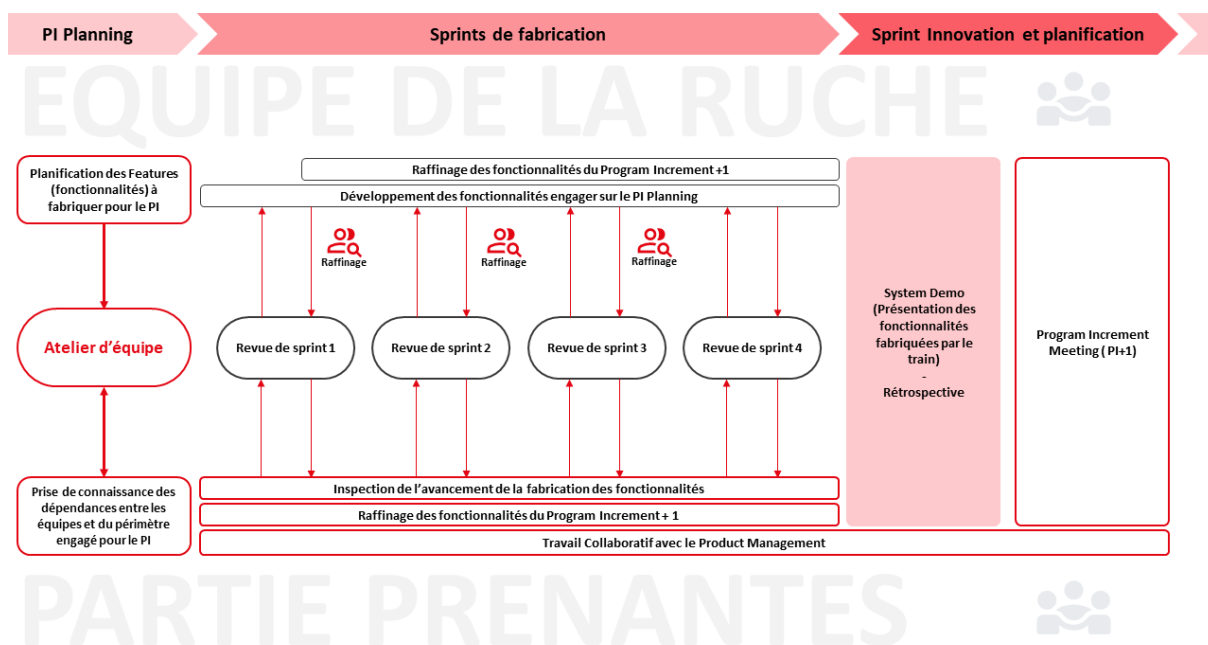 PI Planning
Sprints de fabrication
Sprint Innovation et planification
EQUIPE DE LA RUCHE
Planification des Features
(fonctionnalités) à
fabriquer pour le PI
Raffinage des fonctionnalités du Program Increment +1
Développement des fonctionnalités engager sur le PI Planning
Raffinage
Raffinage
Raffinage
Atelier d'équipe
Revue de sprint 1
Revue de sprint 2
Revue de sprint 3
Revue de sprint 4
System Demo
(Présentation des
fonctionnalités
fabriquées par le
train)
-
Rétrospective
Program Increment
Meeting ( PI+1)
Prise de connaissance des
dépendances entre les
équipes et du périmètre
engagé pour le PI
Inspection de l'avancement de la fabrication des fonctionnalités
Raffinage des fonctionnalités du Program Increment + 1
Travail Collaboratif avec le Product Management
PARTIE PRENANTES